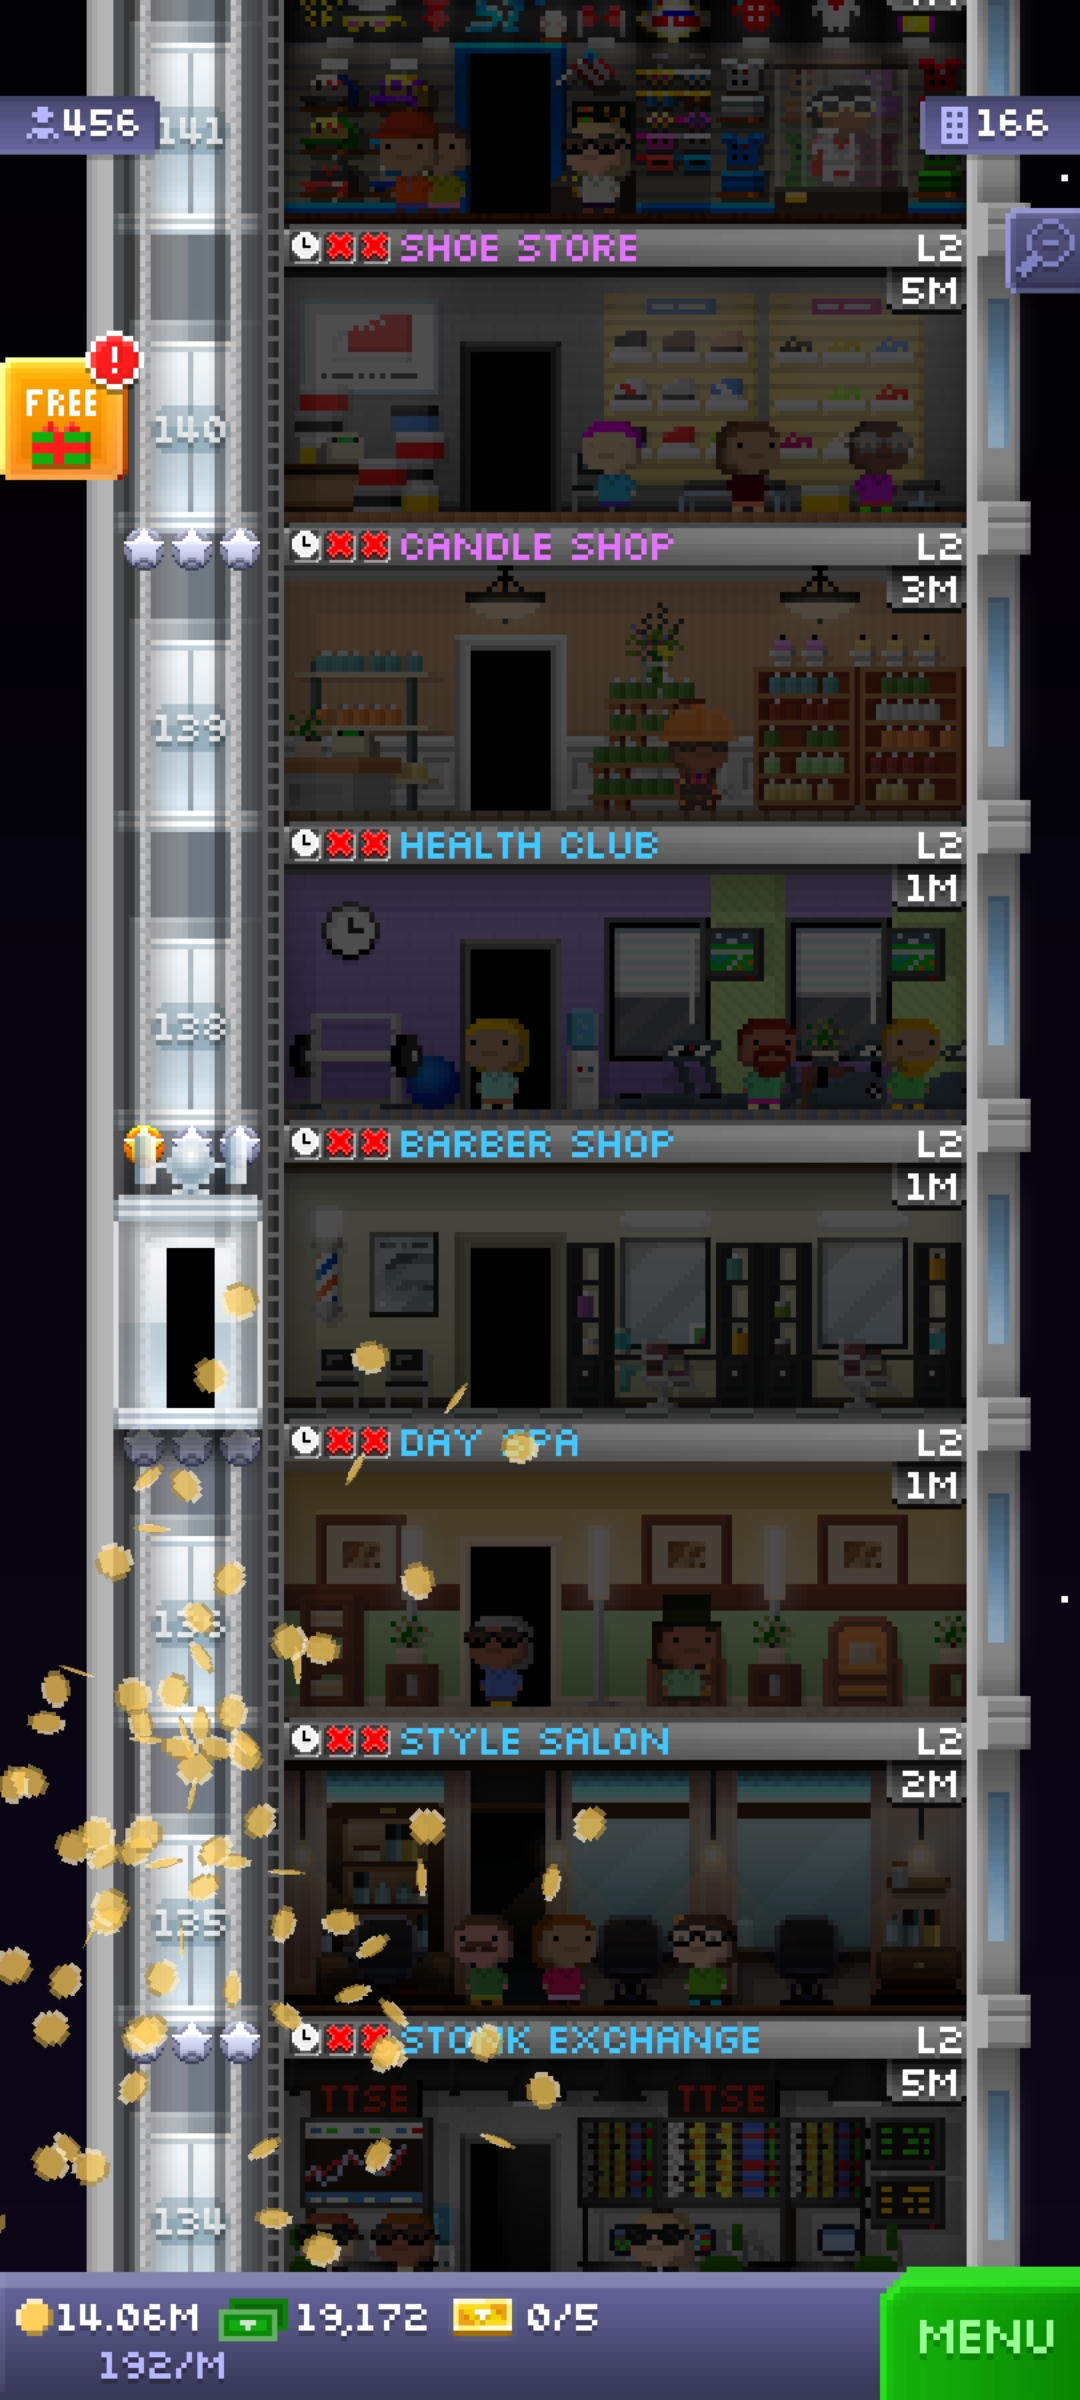 141
456
166
SHOE STORE L2
5M
FREE
!
140
CANDLE SHOP L2
3M
139
HEALTH CLUB L2
1M
138
BARBER SHOP L2
1M
DAY SPA L2
1M
136
STYLE SALON L2
2M
135
STONK EXCHANGE L2
5M
TTSE TTSE
134
14.06M 19,172 0/5
192/M
MENU